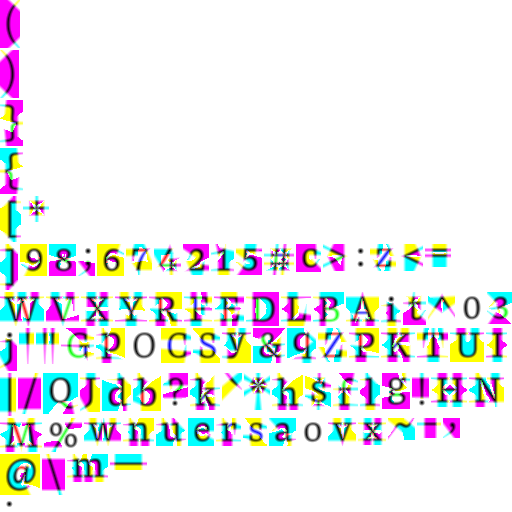 (
)
}
{
[ *
] 9 8 ; 6 7 4 2 1 5 # c > : z < =
W V X Y R F E D L B A i t ^ 0 3
j ' " G p O C S y & q Z P K T U I
| / Q J d b ? k ` * h $ f l g ! H N
M % w n u e r s a o v x ~ - ,
@ \ m —
.